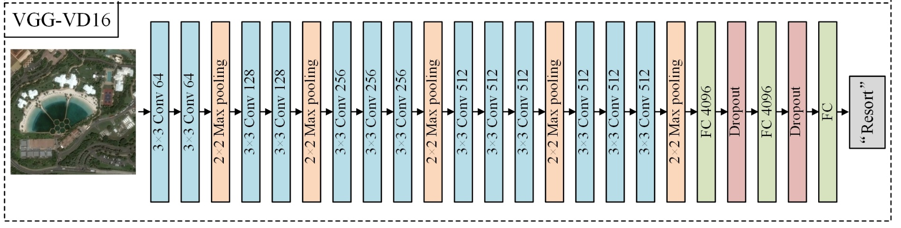 VGG-VD16
3×3 Conv 64
3×3 Conv 64
2×2 Max pooling
3×3 Conv 128
3×3 Conv 128
2×2 Max pooling
3×3 Conv 256
3×3 Conv 256
3×3 Conv 256
2×2 Max pooling
3×3 Conv 512
3×3 Conv 512
3×3 Conv 512
2×2 Max pooling
3×3 Conv 512
3×3 Conv 512
3×3 Conv 512
2×2 Max pooling
FC 4096
Dropout
FC 4096
Dropout
FC
“Resort”